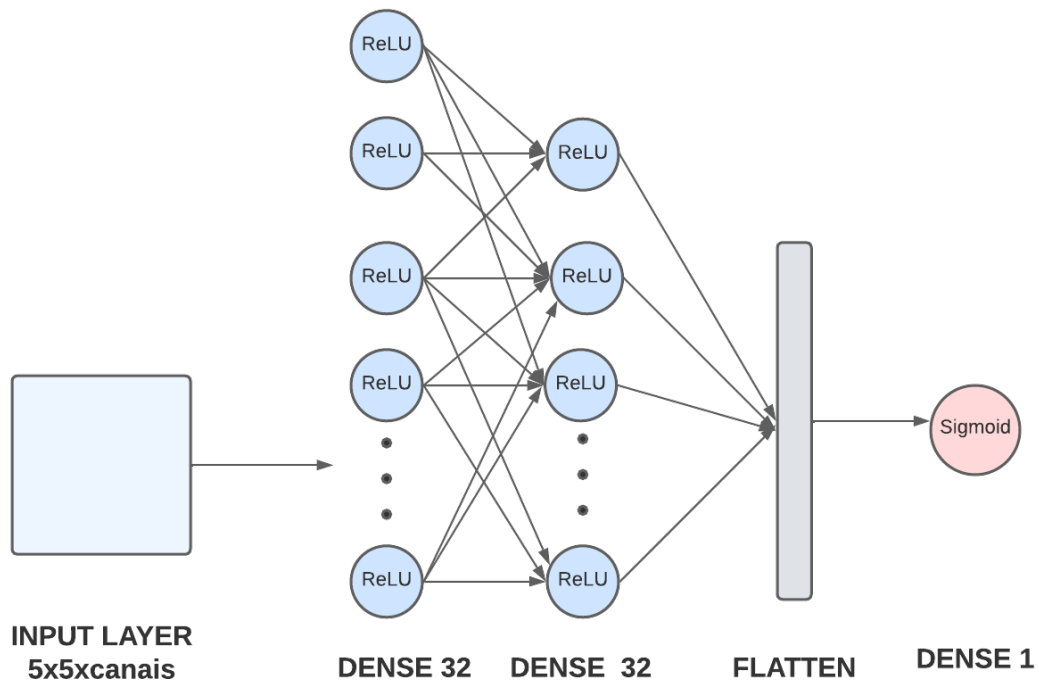 ReLU
ReLU
ReLU
ReLU
ReLU
ReLU
ReLU
ReLU
ReLU
Sigmoid
INPUT LAYER
5x5xcanais
DENSE 32
DENSE  32
FLATTEN
DENSE 1